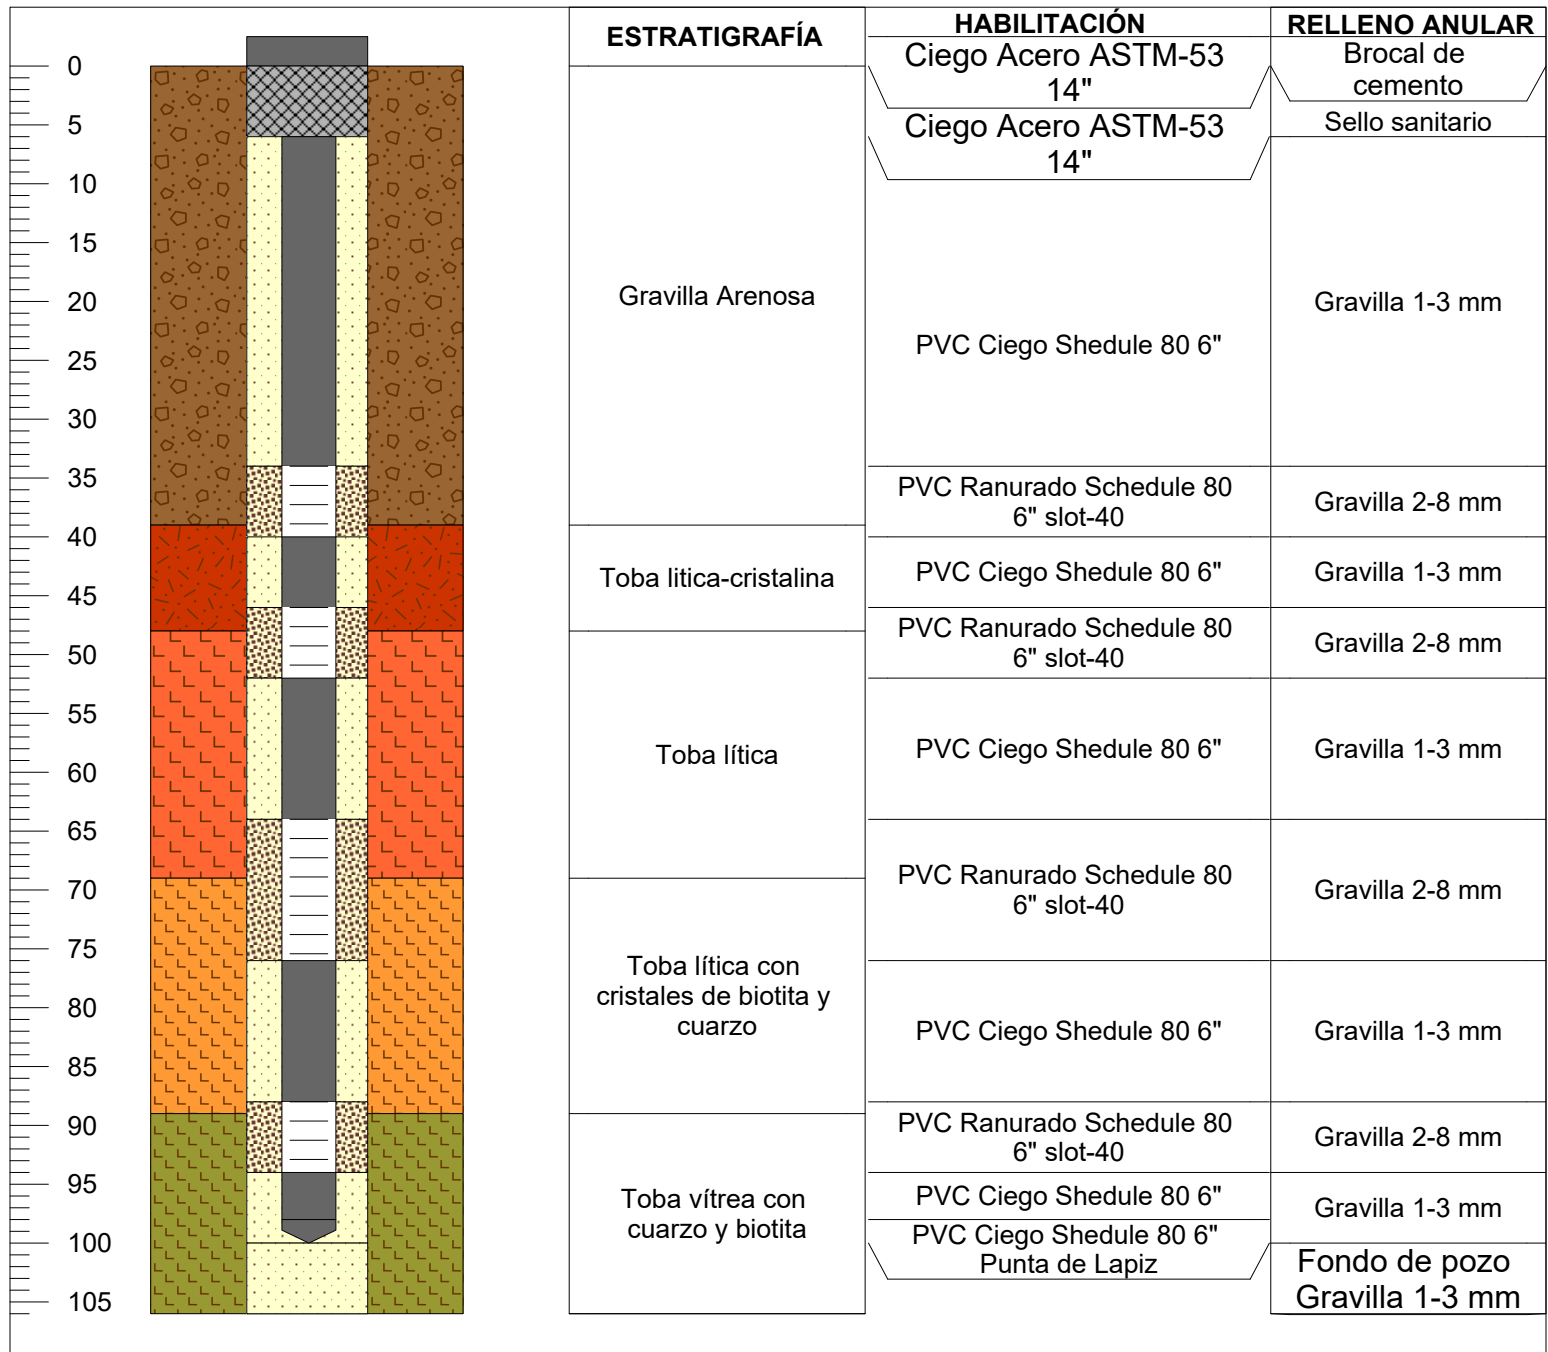 ESTRATIGRAFÍA
HABILITACIÓN
RELLENO ANULAR
0
5
10
15
20
25
30
35
40
45
50
55
60
65
70
75
80
85
90
95
100
105
Gravilla Arenosa
Toba litica-cristalina
Toba lítica
Toba lítica con
cristales de biotita y
cuarzo
Toba vítrea con
cuarzo y biotita
Ciego Acero ASTM-53
14"
Ciego Acero ASTM-53
14"
PVC Ciego Shedule 80 6"
PVC Ranurado Schedule 80
6" slot-40
PVC Ciego Shedule 80 6"
PVC Ranurado Schedule 80
6" slot-40
PVC Ciego Shedule 80 6"
PVC Ranurado Schedule 80
6" slot-40
PVC Ciego Shedule 80 6"
PVC Ranurado Schedule 80
6" slot-40
PVC Ciego Shedule 80 6"
PVC Ciego Shedule 80 6"
Punta de Lapiz
Brocal de
cemento
Sello sanitario
Gravilla 1-3 mm
Gravilla 2-8 mm
Gravilla 1-3 mm
Gravilla 2-8 mm
Gravilla 1-3 mm
Gravilla 2-8 mm
Gravilla 1-3 mm
Gravilla 2-8 mm
Gravilla 1-3 mm
Fondo de pozo
Gravilla 1-3 mm